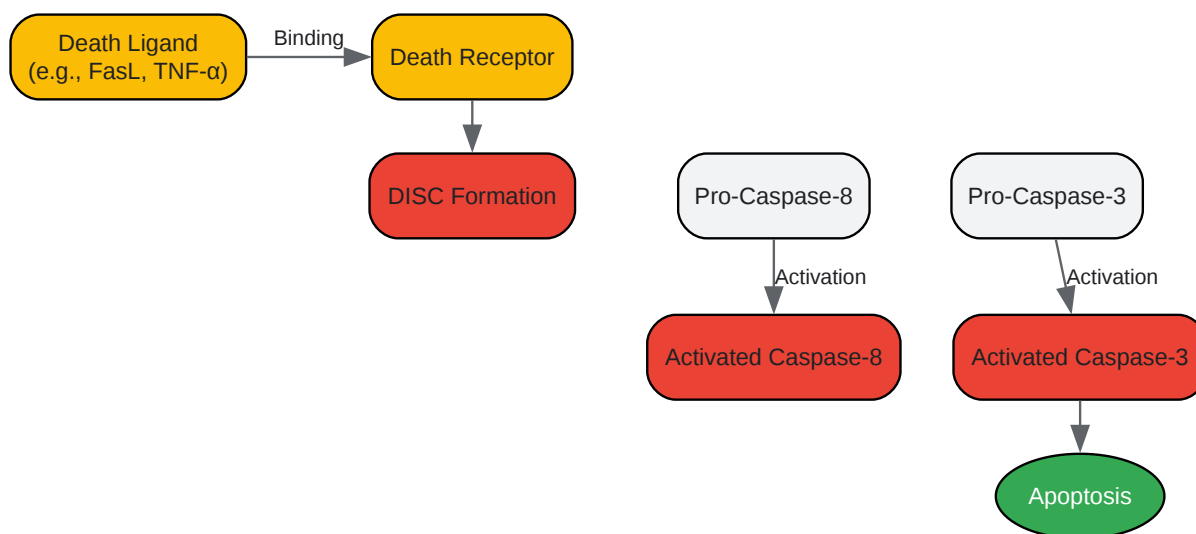 Death Ligand
(e.g., FasL, TNF-α)
Binding
Death Receptor
DISC Formation
Pro-Caspase-8
Pro-Caspase-3
Activation
Activation
Activated Caspase-8
Activated Caspase-3
Apoptosis